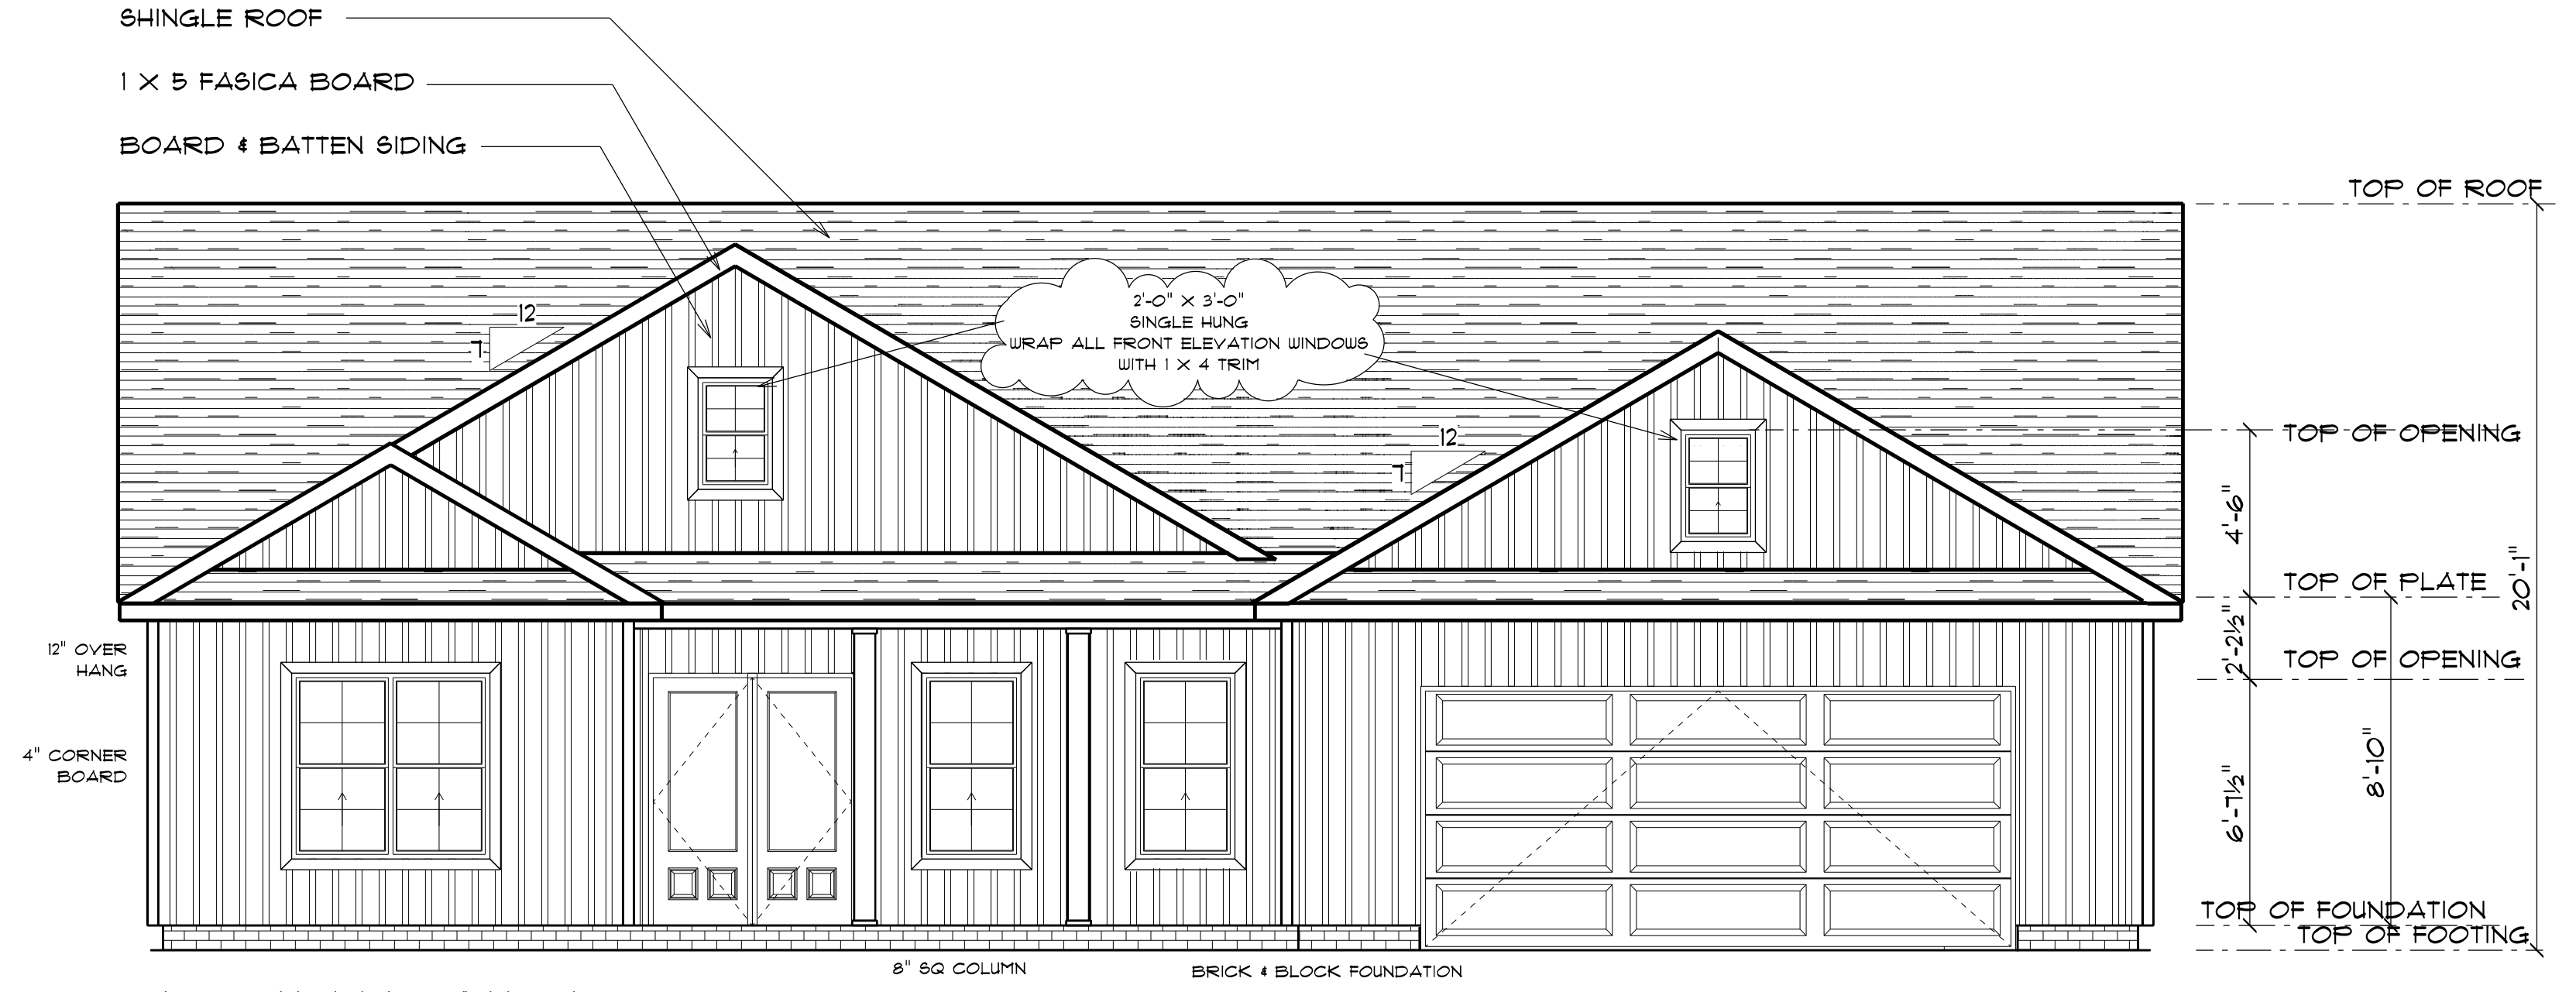 SHINGLE ROOF
1 X 5 FASICA BOARD
BOARD & BATTEN SIDING
TOP OF ROOF
2'-0" X 3'-0"
SINGLE HUNG
WRAP ALL FRONT ELEVATION WINDOWS
WITH 1 X 4 TRIM
12
7
12
7
TOP OF OPENING
4'-6"
TOP OF PLATE
20'-1"
2'-2½"
TOP OF OPENING
12" OVER
HANG
4" CORNER
BOARD
6'-7½"
8'-10"
TOP OF FOUNDATION
TOP OF FOOTING
8" SQ COLUMN
BRICK & BLOCK FOUNDATION